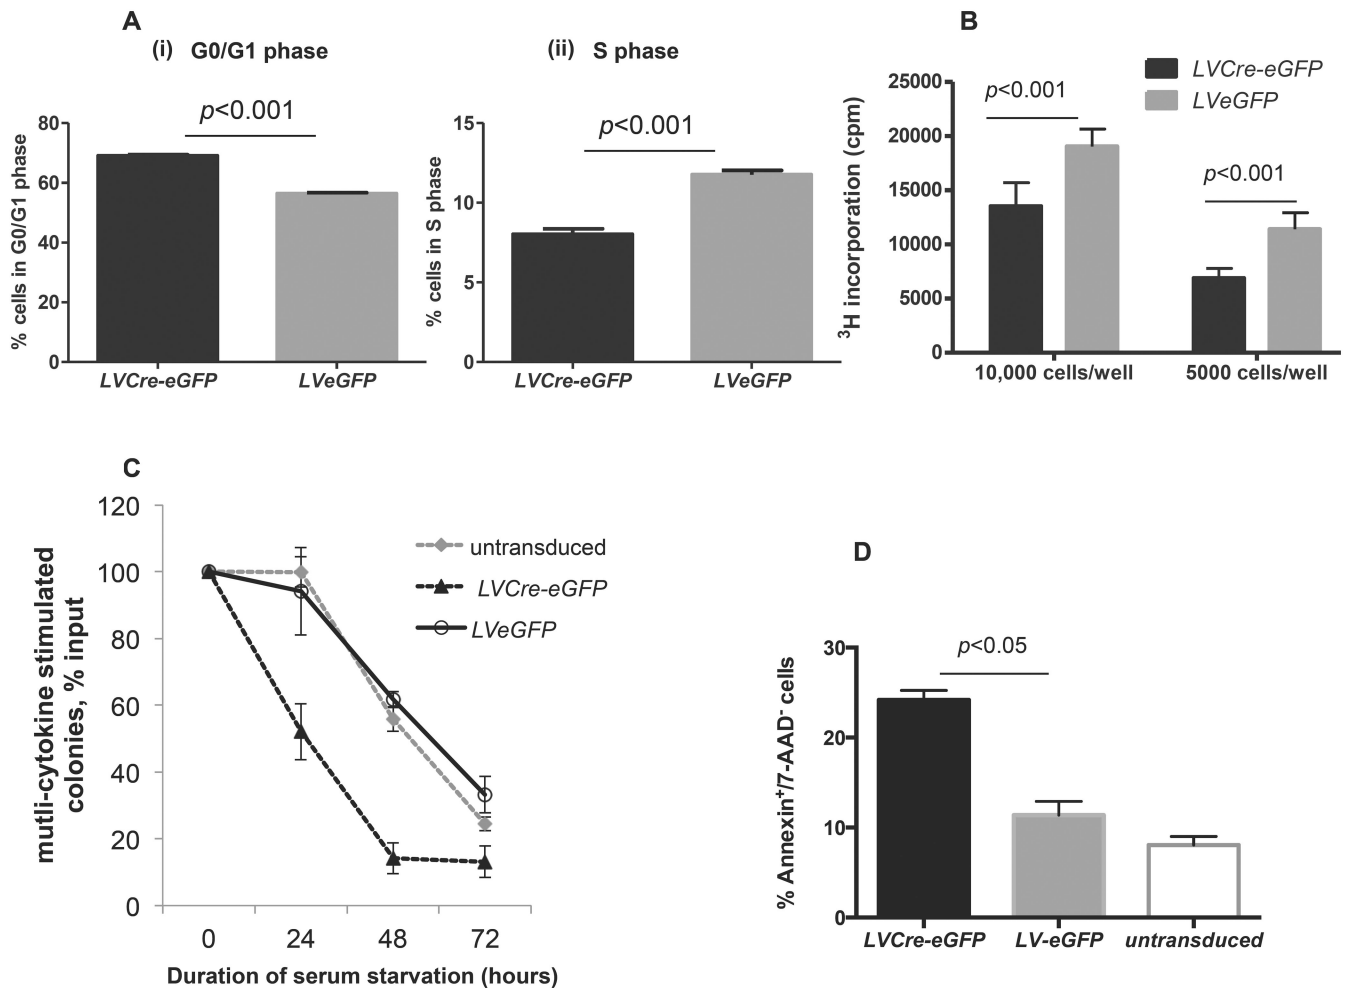 A
(i) G0/G1 phase
p<0.001
% cells in G0/G1 phase
80
60
40
20
0
LVCre-eGFP
LVeGFP
(ii) S phase
p<0.001
% cells in S phase
15
10
5
0
LVCre-eGFP
LVeGFP
B
LVCre-eGFP
LVeGFP
³H incorporation (cpm)
25000
20000
15000
10000
5000
0
p<0.001
p<0.001
10,000 cells/well
5000 cells/well
C
mutli-cytokine stimulated
colonies, % input
120
100
80
60
40
20
0
untransduced
LVCre-eGFP
LVeGFP
0
24
48
72
Duration of serum starvation (hours)
D
% Annexin⁺/7-AAD⁻ cells
30
20
10
0
p<0.05
LVCre-eGFP
LV-eGFP
untransduced